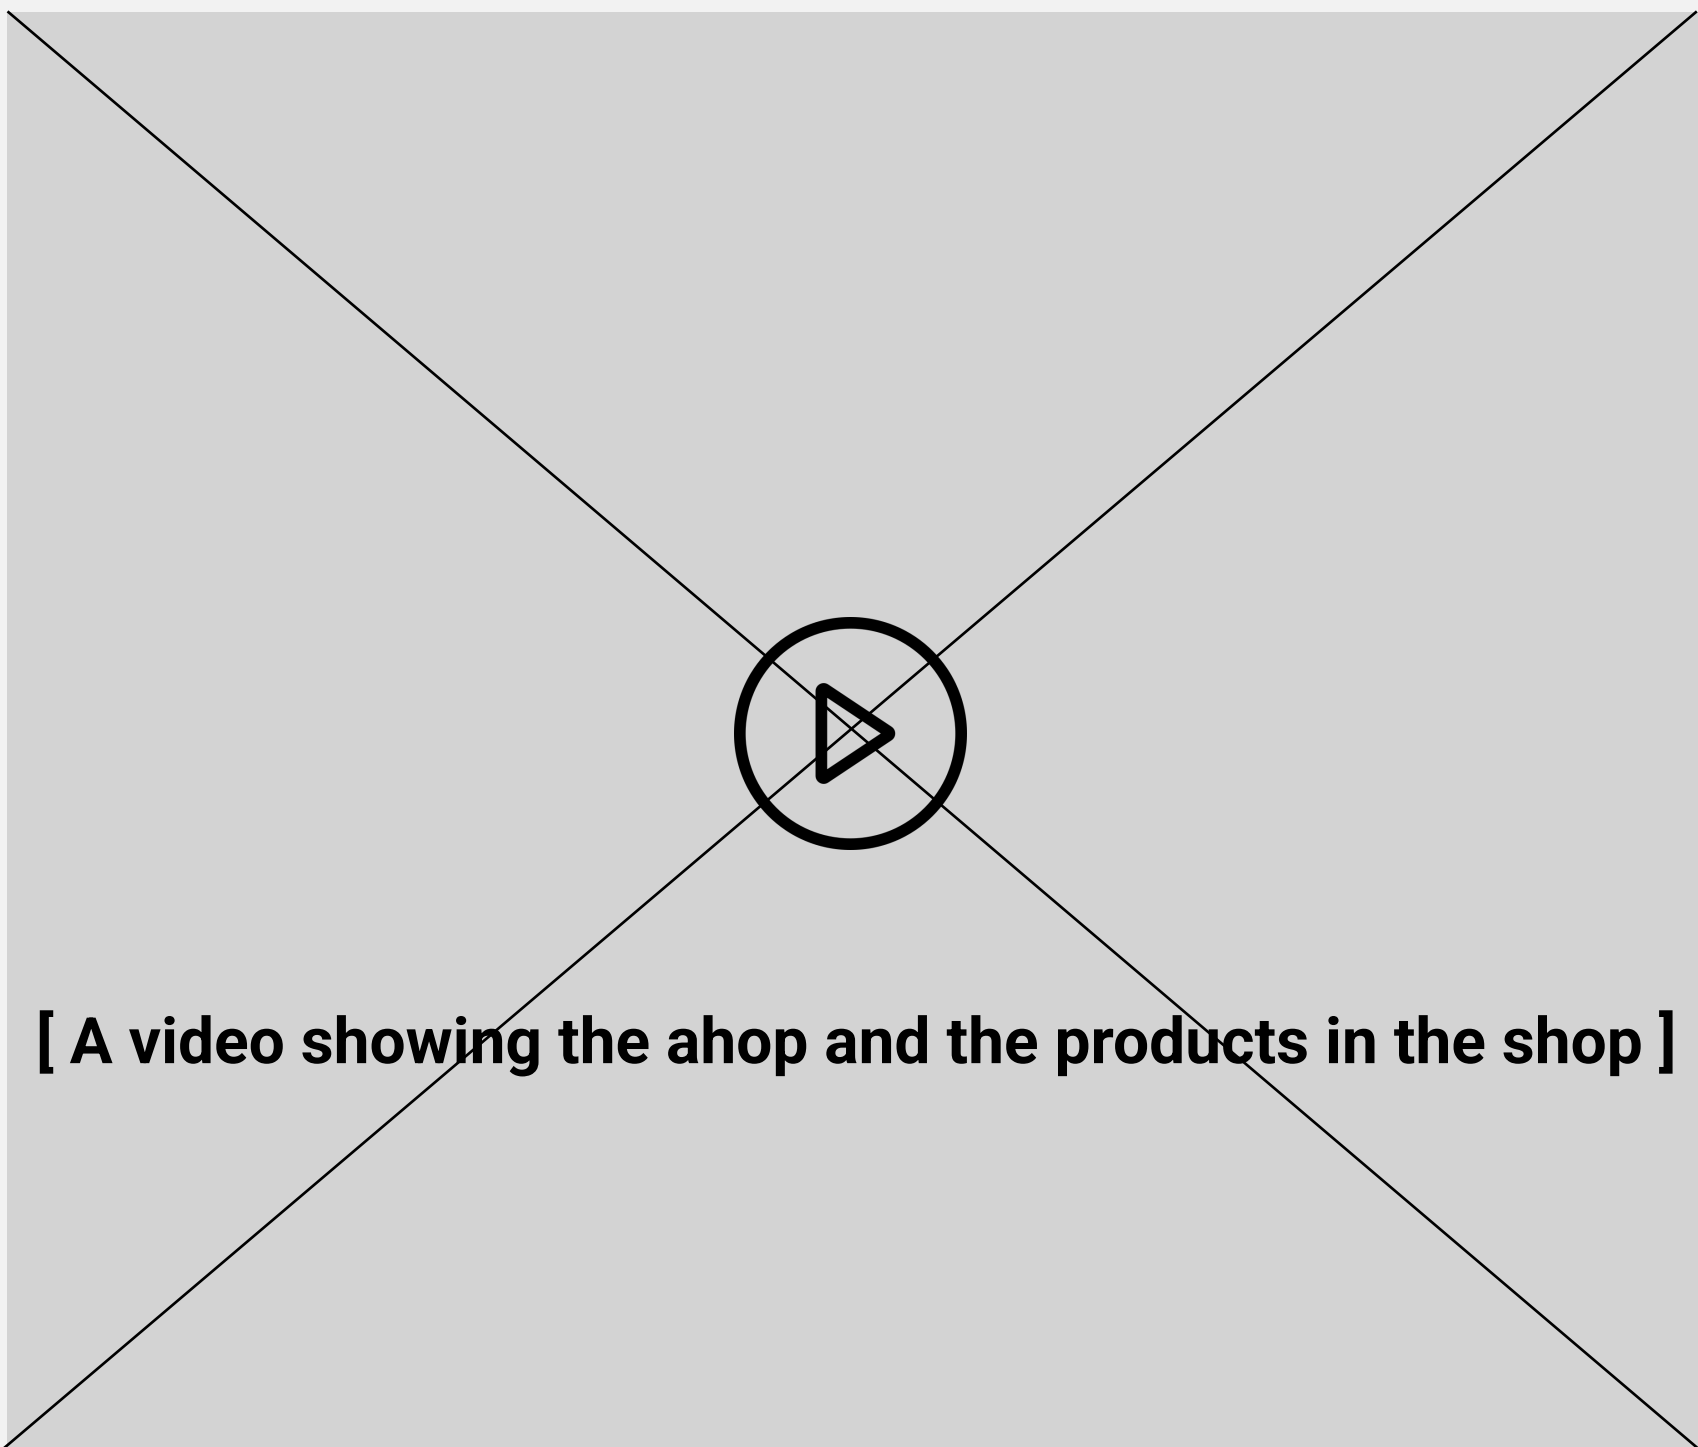 [ A video showing the ahop and the products in the shop ]